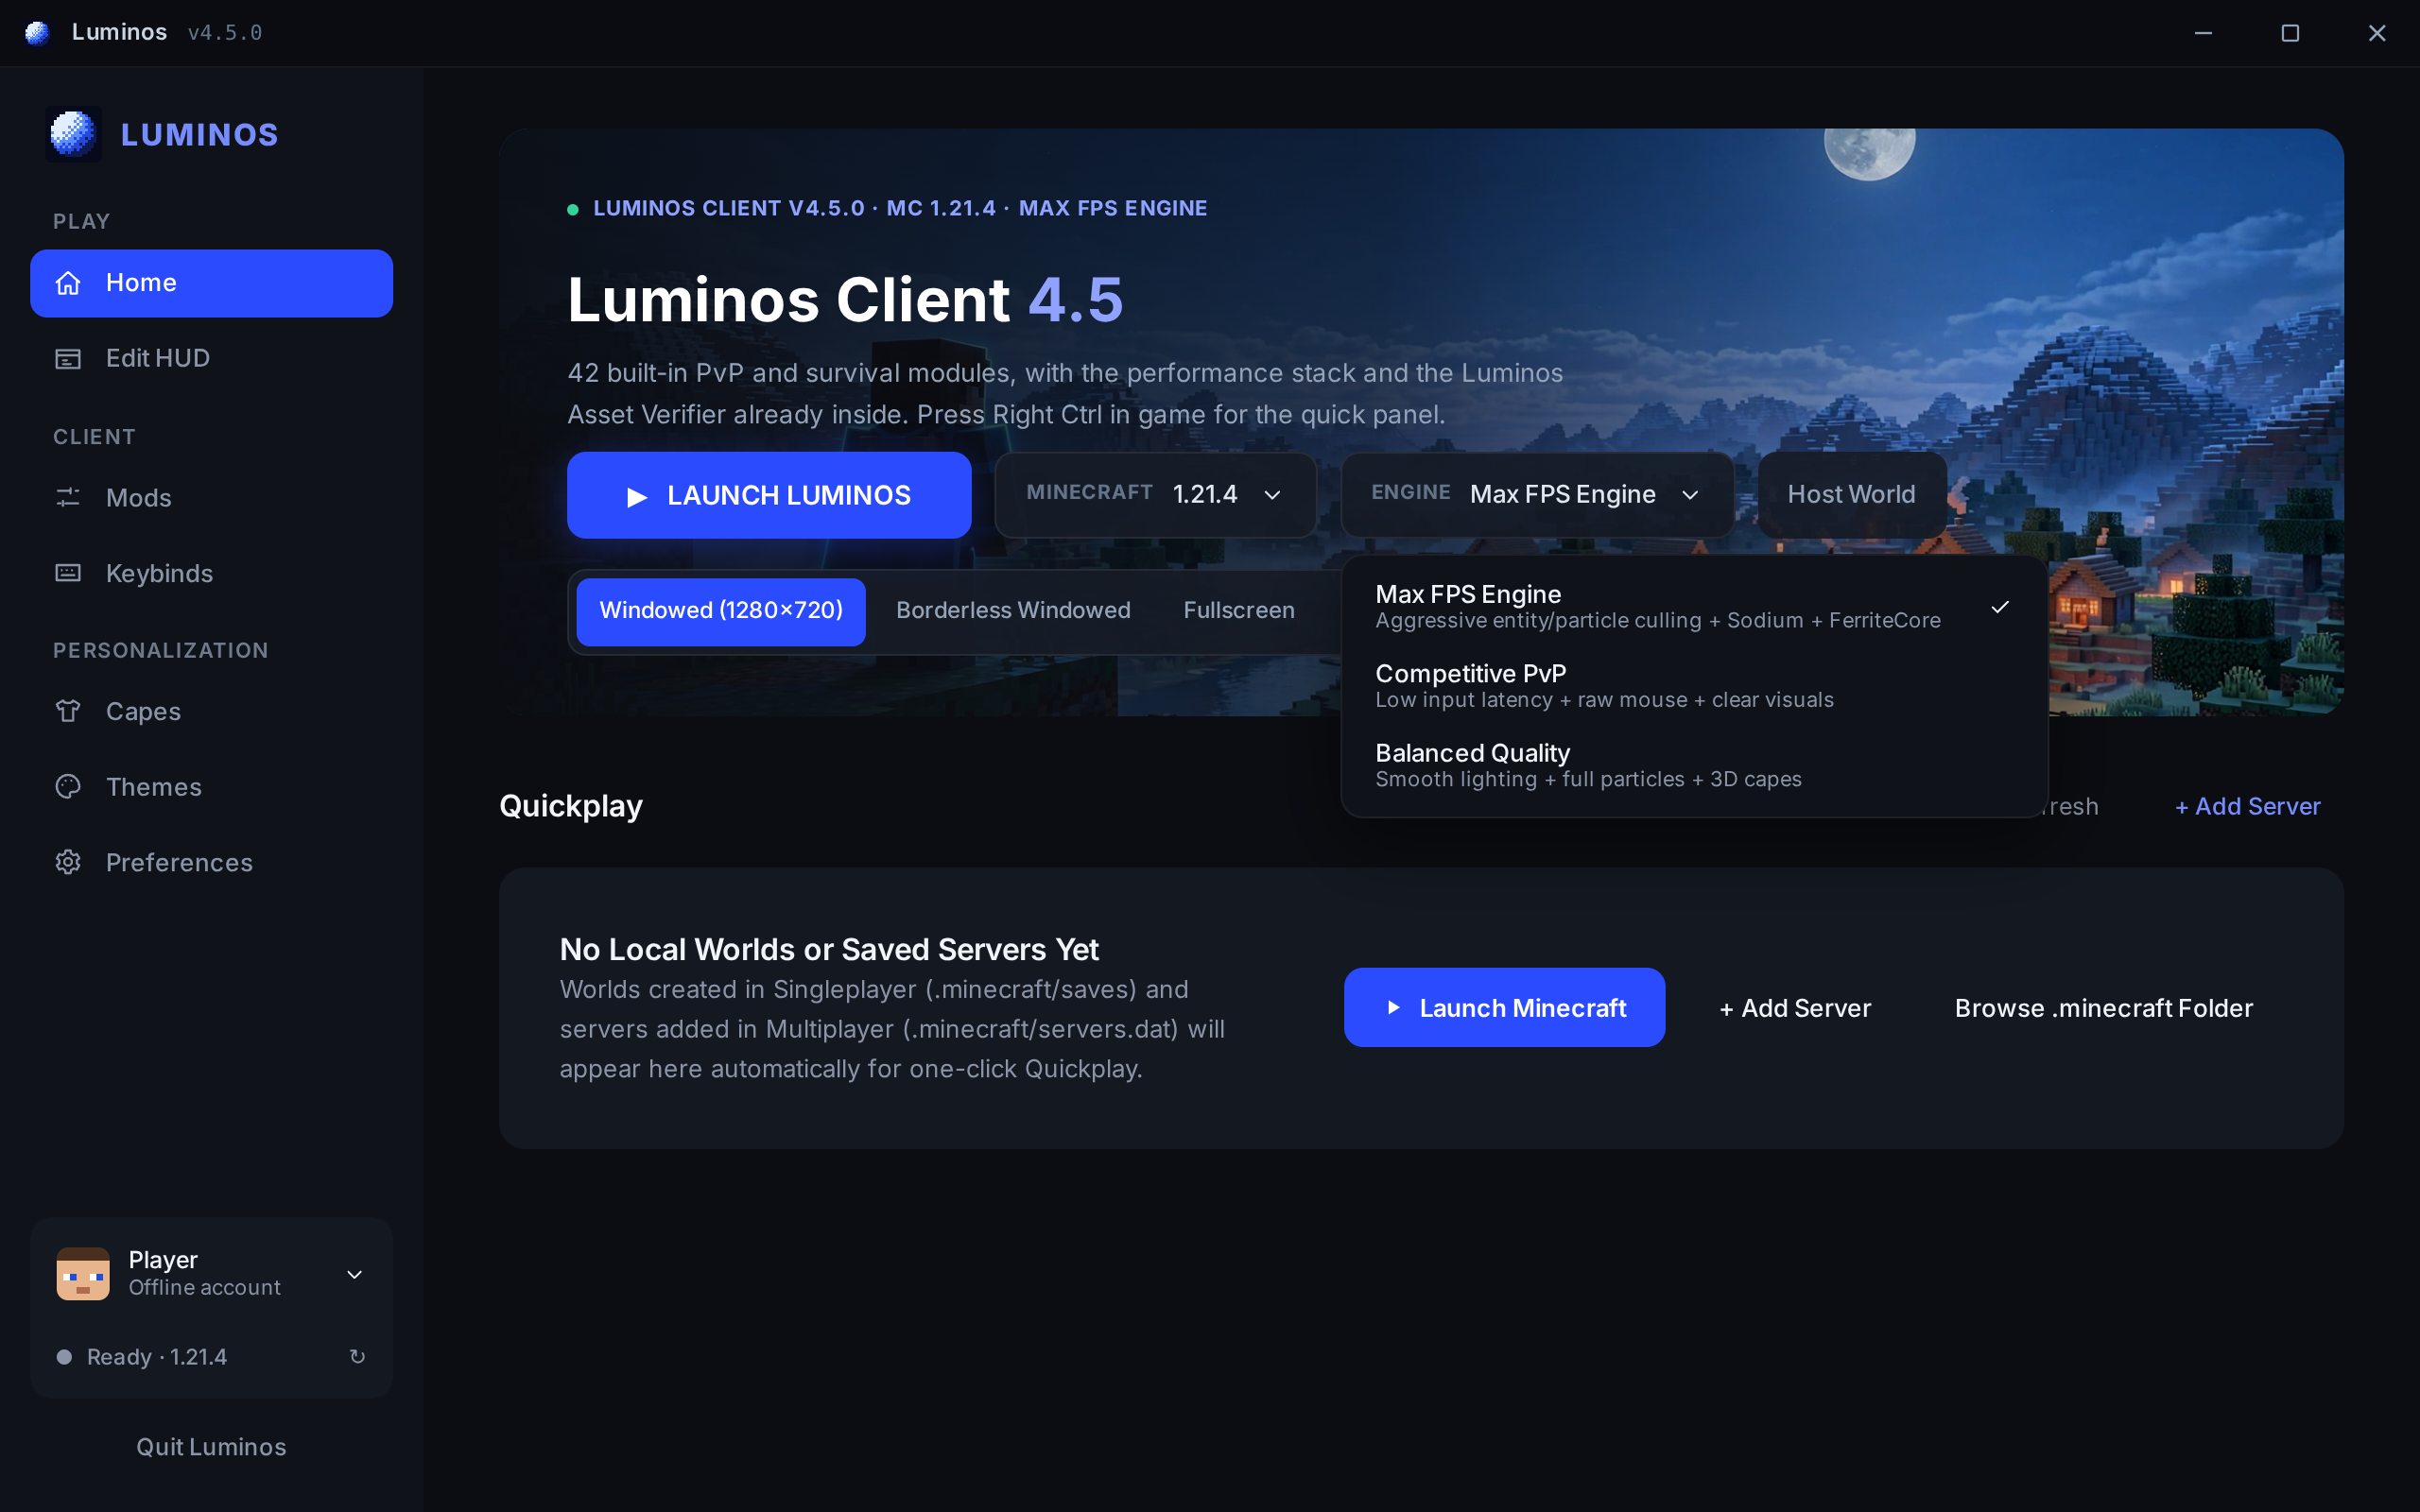 Luminos v4.5.0
LUMINOS
PLAY
Home
Edit HUD
CLIENT
Mods
Keybinds
PERSONALIZATION
Capes
Themes
Preferences
Player
Offline account
Ready · 1.21.4
Quit Luminos
LUMINOS CLIENT V4.5.0 · MC 1.21.4 · MAX FPS ENGINE
Luminos Client 4.5
42 built-in PvP and survival modules, with the performance stack and the Luminos
Asset Verifier already inside. Press Right Ctrl in game for the quick panel.
LAUNCH LUMINOS
MINECRAFT 1.21.4
ENGINE Max FPS Engine
Host World
Windowed (1280×720)
Borderless Windowed
Fullscreen
Max FPS Engine
Aggressive entity/particle culling + Sodium + FerriteCore
Competitive PvP
Low input latency + raw mouse + clear visuals
Balanced Quality
Smooth lighting + full particles + 3D capes
Quickplay
+ Add Server
No Local Worlds or Saved Servers Yet
Worlds created in Singleplayer (.minecraft/saves) and
servers added in Multiplayer (.minecraft/servers.dat) will
appear here automatically for one-click Quickplay.
Launch Minecraft
+ Add Server
Browse .minecraft Folder